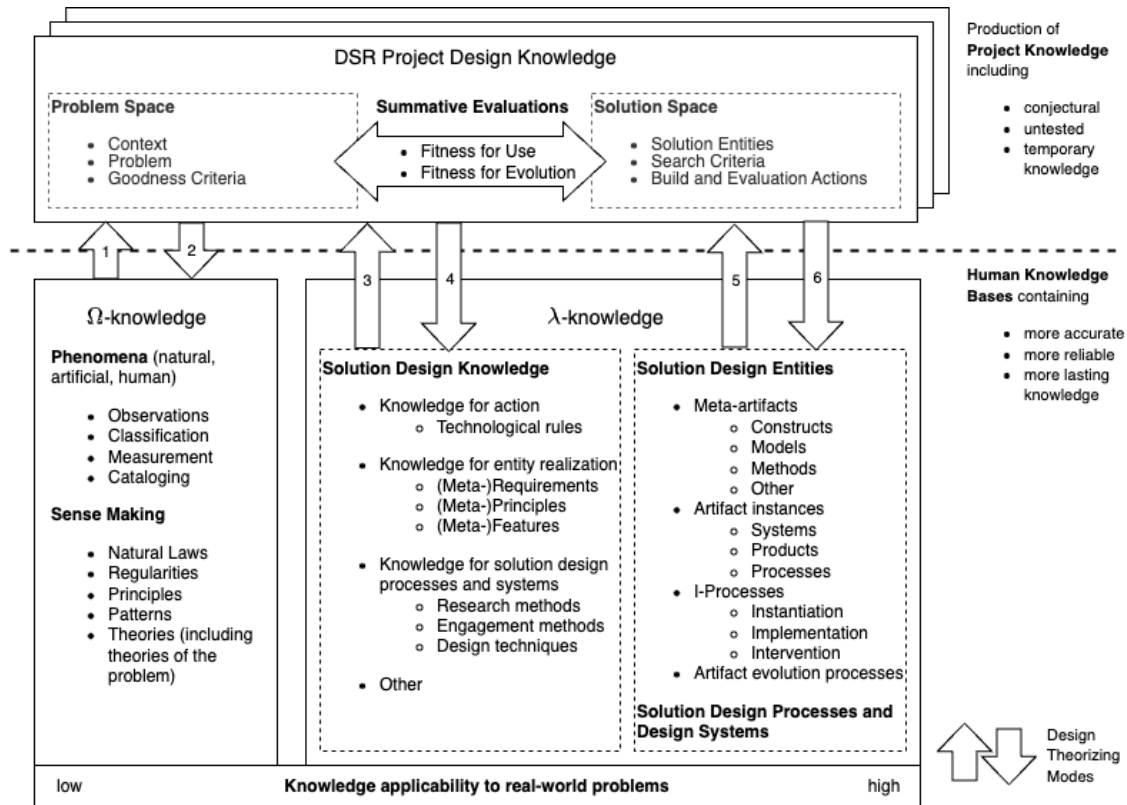 DSR Project Design Knowledge
Problem Space
• Context
• Problem
• Goodness Criteria
Summative Evaluations
• Fitness for Use
• Fitness for Evolution
Solution Space
• Solution Entities
• Search Criteria
• Build and Evaluation Actions
Production of
Project Knowledge
including
• conjectural
• untested
• temporary
knowledge
1
2
3
4
5
6
Human Knowledge
Bases containing
• more accurate
• more reliable
• more lasting
knowledge
Ω-knowledge
Phenomena (natural,
artificial, human)
• Observations
• Classification
• Measurement
• Cataloging
Sense Making
• Natural Laws
• Regularities
• Principles
• Patterns
• Theories (including
theories of the
problem)
λ-knowledge
Solution Design Knowledge
• Knowledge for action
○ Technological rules
• Knowledge for entity realization
○ (Meta-)Requirements
○ (Meta-)Principles
○ (Meta-)Features
• Knowledge for solution design
processes and systems
○ Research methods
○ Engagement methods
○ Design techniques
• Other
Solution Design Entities
• Meta-artifacts
○ Constructs
○ Models
○ Methods
○ Other
• Artifact instances
○ Systems
○ Products
○ Processes
• I-Processes
○ Instantiation
○ Implementation
○ Intervention
• Artifact evolution processes
Solution Design Processes and
Design Systems
low
Knowledge applicability to real-world problems
high
Design
Theorizing
Modes